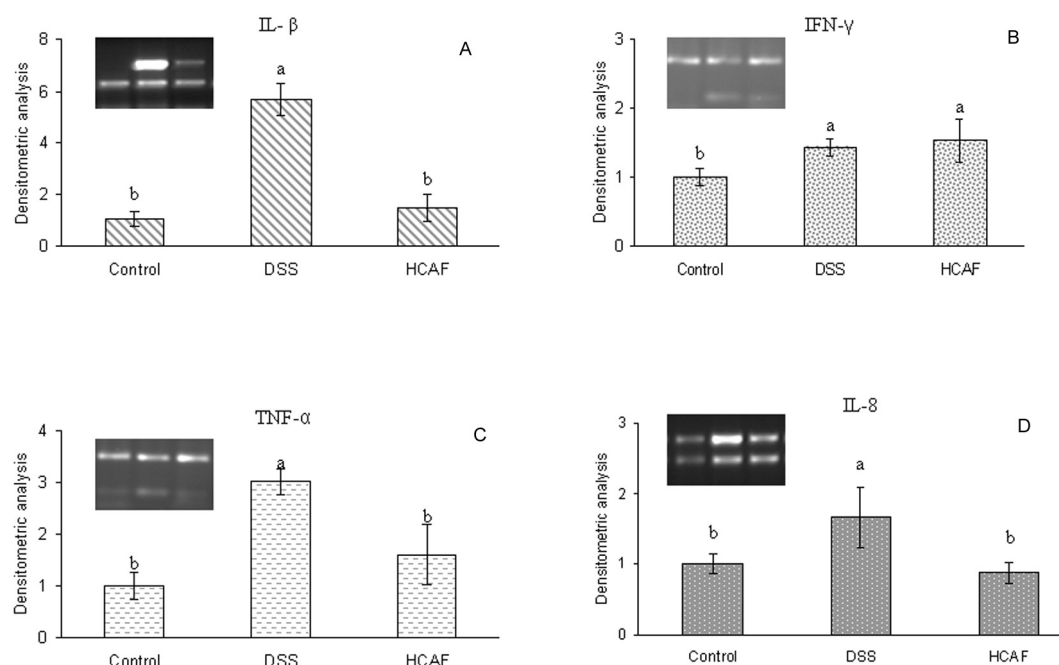 IL- β
A
Densitometric analysis
8
6
4
2
0
b
a
b
Control DSS HCAF
IFN-γ
B
Densitometric analysis
3
2
1
0
b
a
a
Control DSS HCAF
TNF-α
C
Densitometric analysis
4
3
2
1
0
b
a
b
Control DSS HCAF
IL-8
D
Densitometric analysis
3
2
1
0
b
a
b
Control DSS HCAF